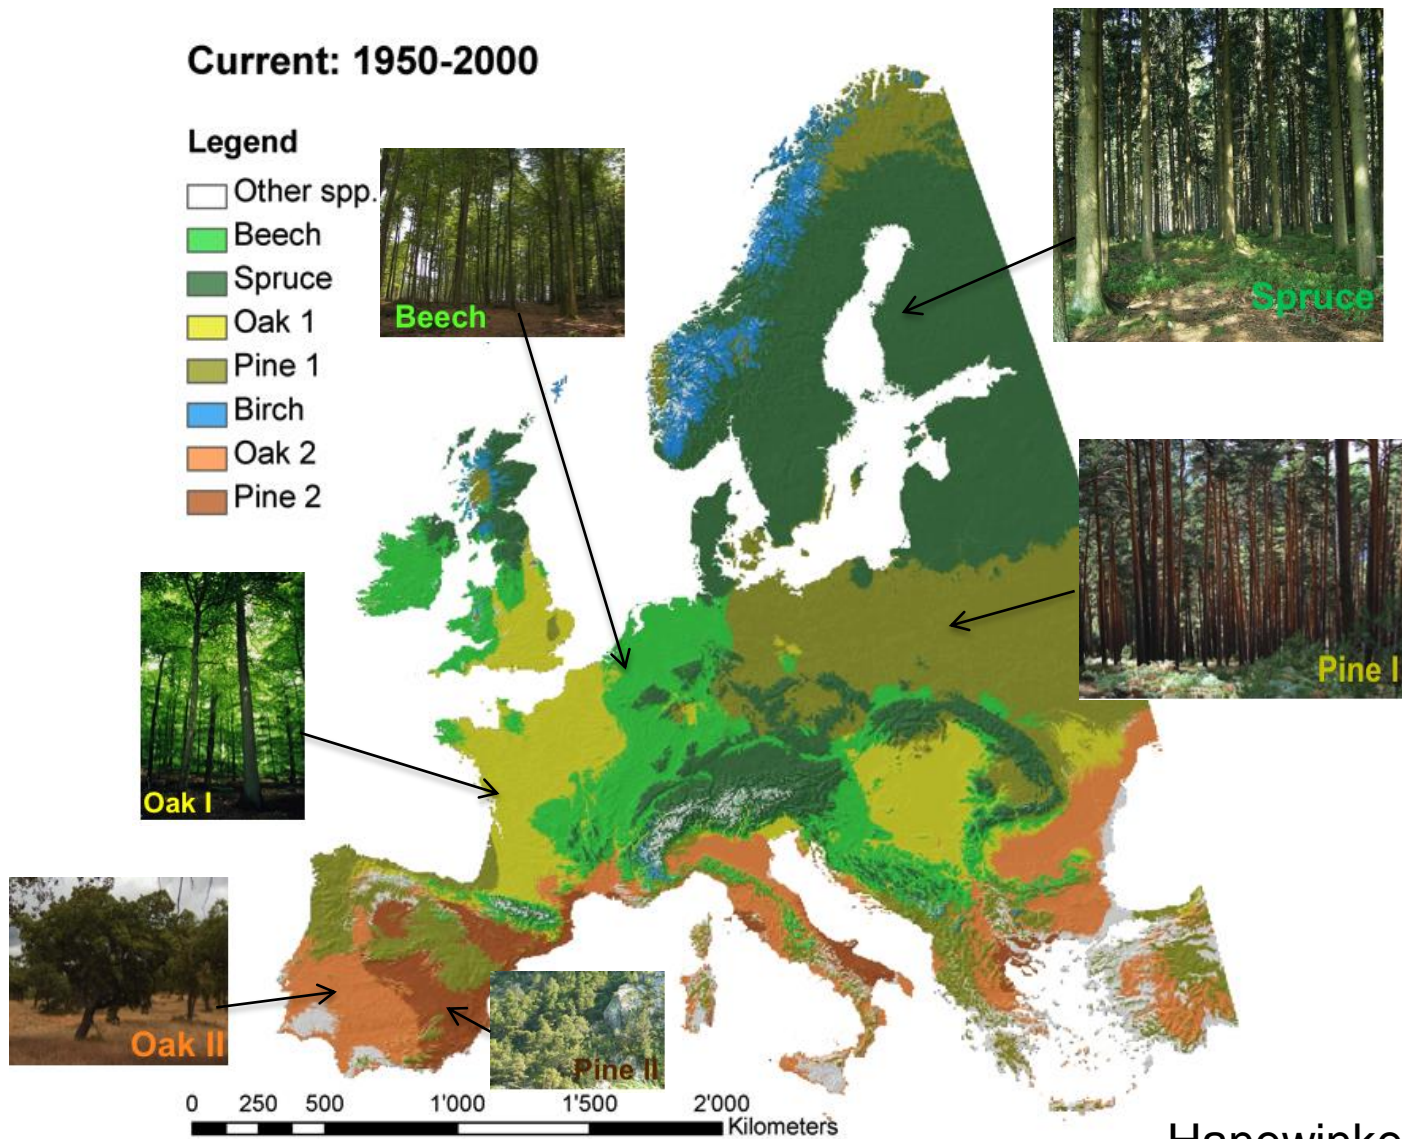 Current: 1950-2000
Legend
Other spp.
Beech
Spruce
Oak 1
Pine 1
Birch
Oak 2
Pine 2
Beech
Spruce
Pine I
Oak I
Oak II
Pine II
0 250 500 1'000 1'500 2'000
Kilometers